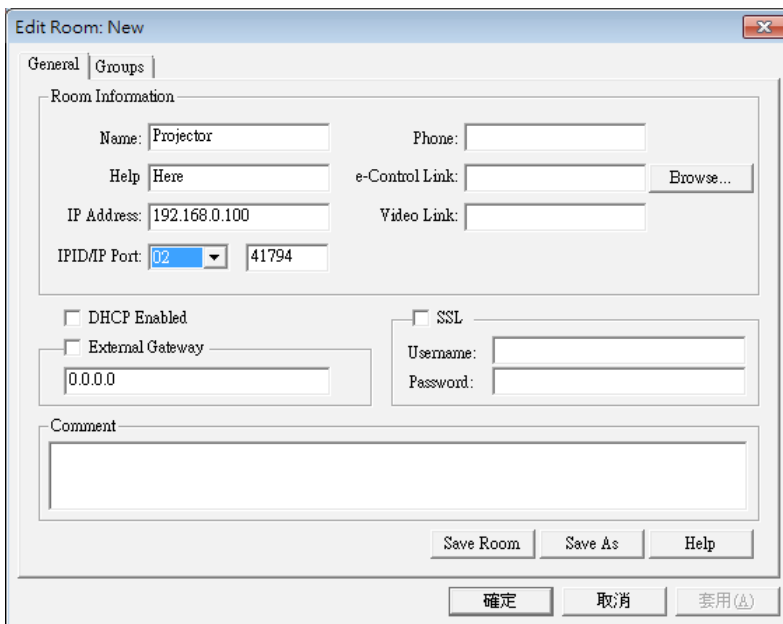 Edit Room: New
General Groups
Room Information
Name: Projector Phone:
Help Here e-Control Link: Browse...
IP Address: 192.168.0.100 Video Link:
IPID/IP Port: 02 41794
DHCP Enabled SSL
External Gateway Username:
0.0.0.0 Password:
Comment
Save Room Save As Help
確定 取消 套用(A)